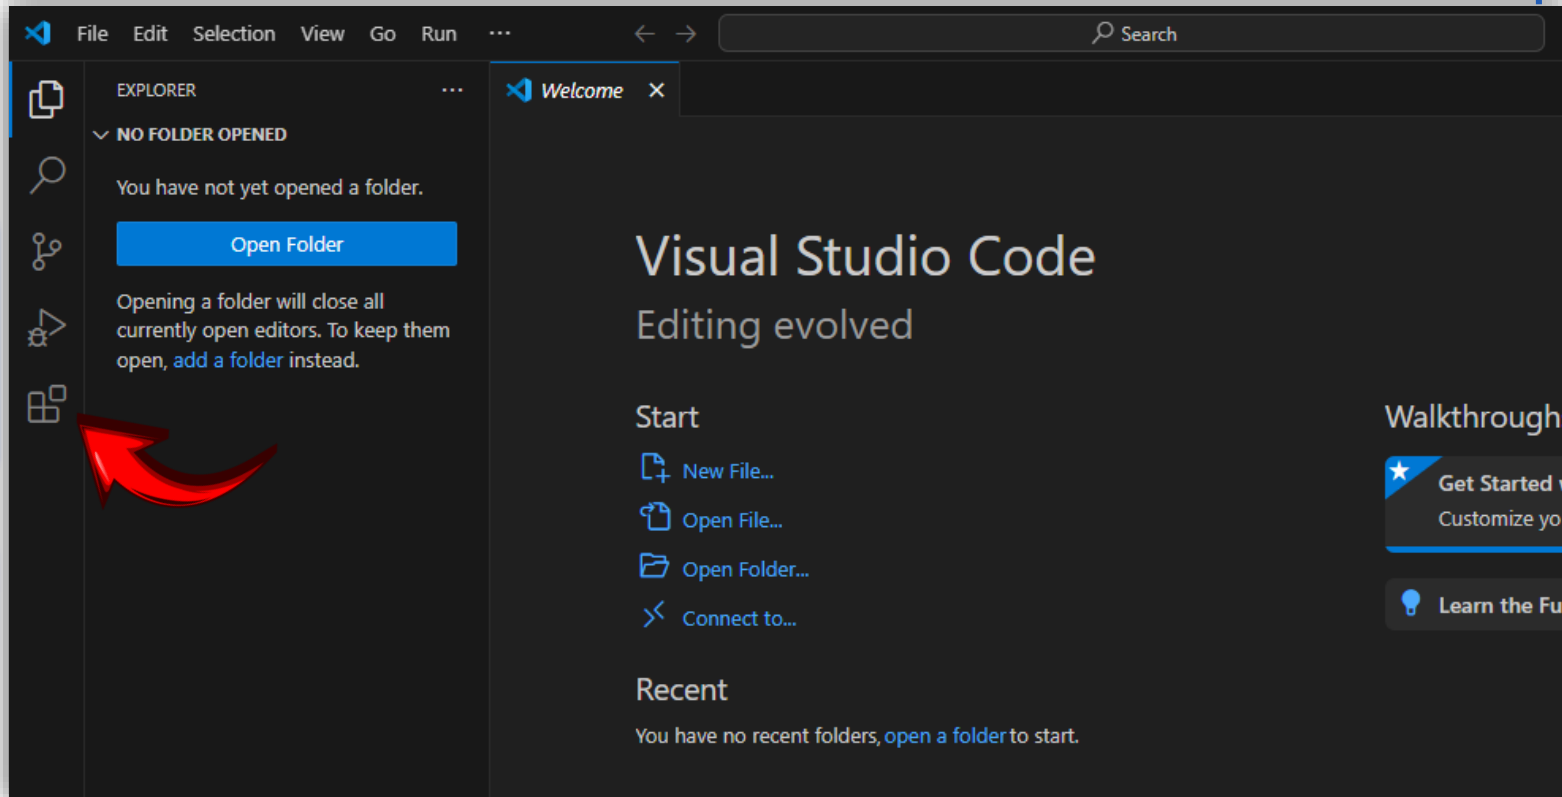 File Edit Selection View Go Run ···
Search
EXPLORER ···
NO FOLDER OPENED
You have not yet opened a folder.
Open Folder
Opening a folder will close all
currently open editors. To keep them
open, add a folder instead.
Welcome
Visual Studio Code
Editing evolved
Start
New File...
Open File...
Open Folder...
Connect to...
Recent
You have no recent folders, open a folder to start.
Walkthrough
Get Started
Customize yo
Learn the Fu